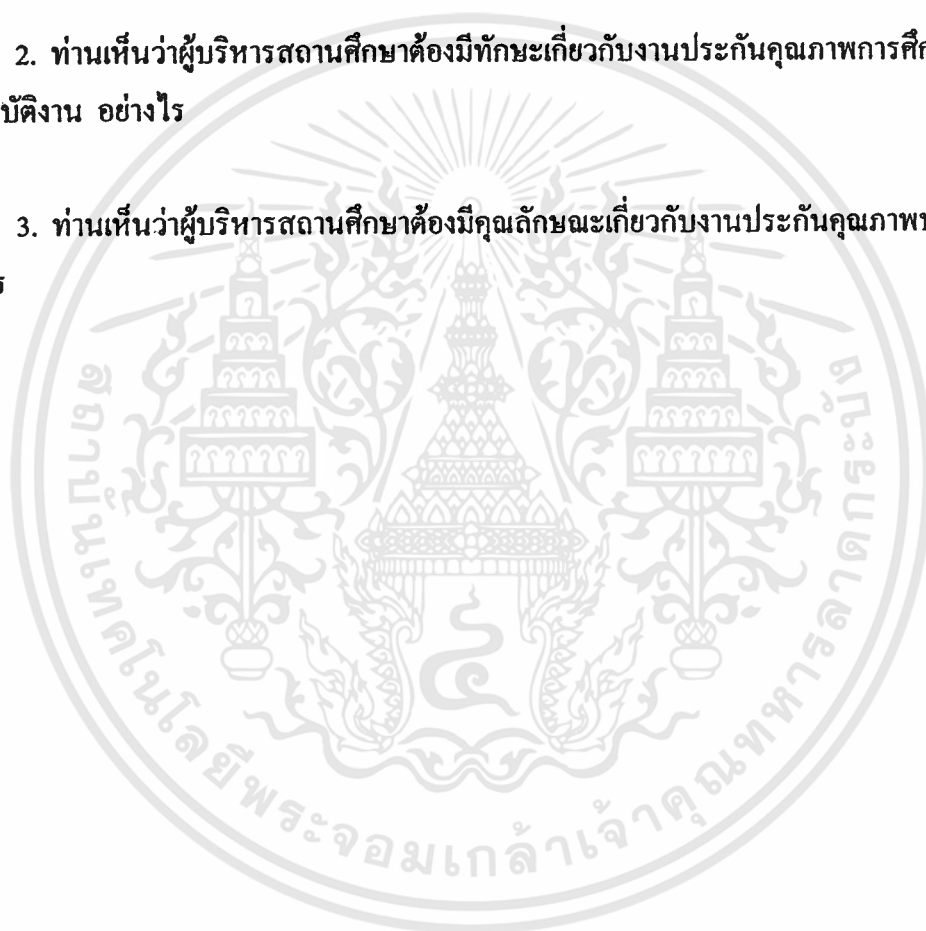 2. ท่านเห็นว่าผู้บริหารสถานศึกษาต้องมีทักษะเกี่ยวกับงานประกันคุณภาพการศึก
บัติงาน อย่างไร
3. ท่านเห็นว่าผู้บริหารสถานศึกษาต้องมีคุณลักษณะเกี่ยวกับงานประกันคุณภาพ
ร
สถาบันเทคโนโลยีพระจอมเกล้าเจ้าคุณทหารลาดกระบัง